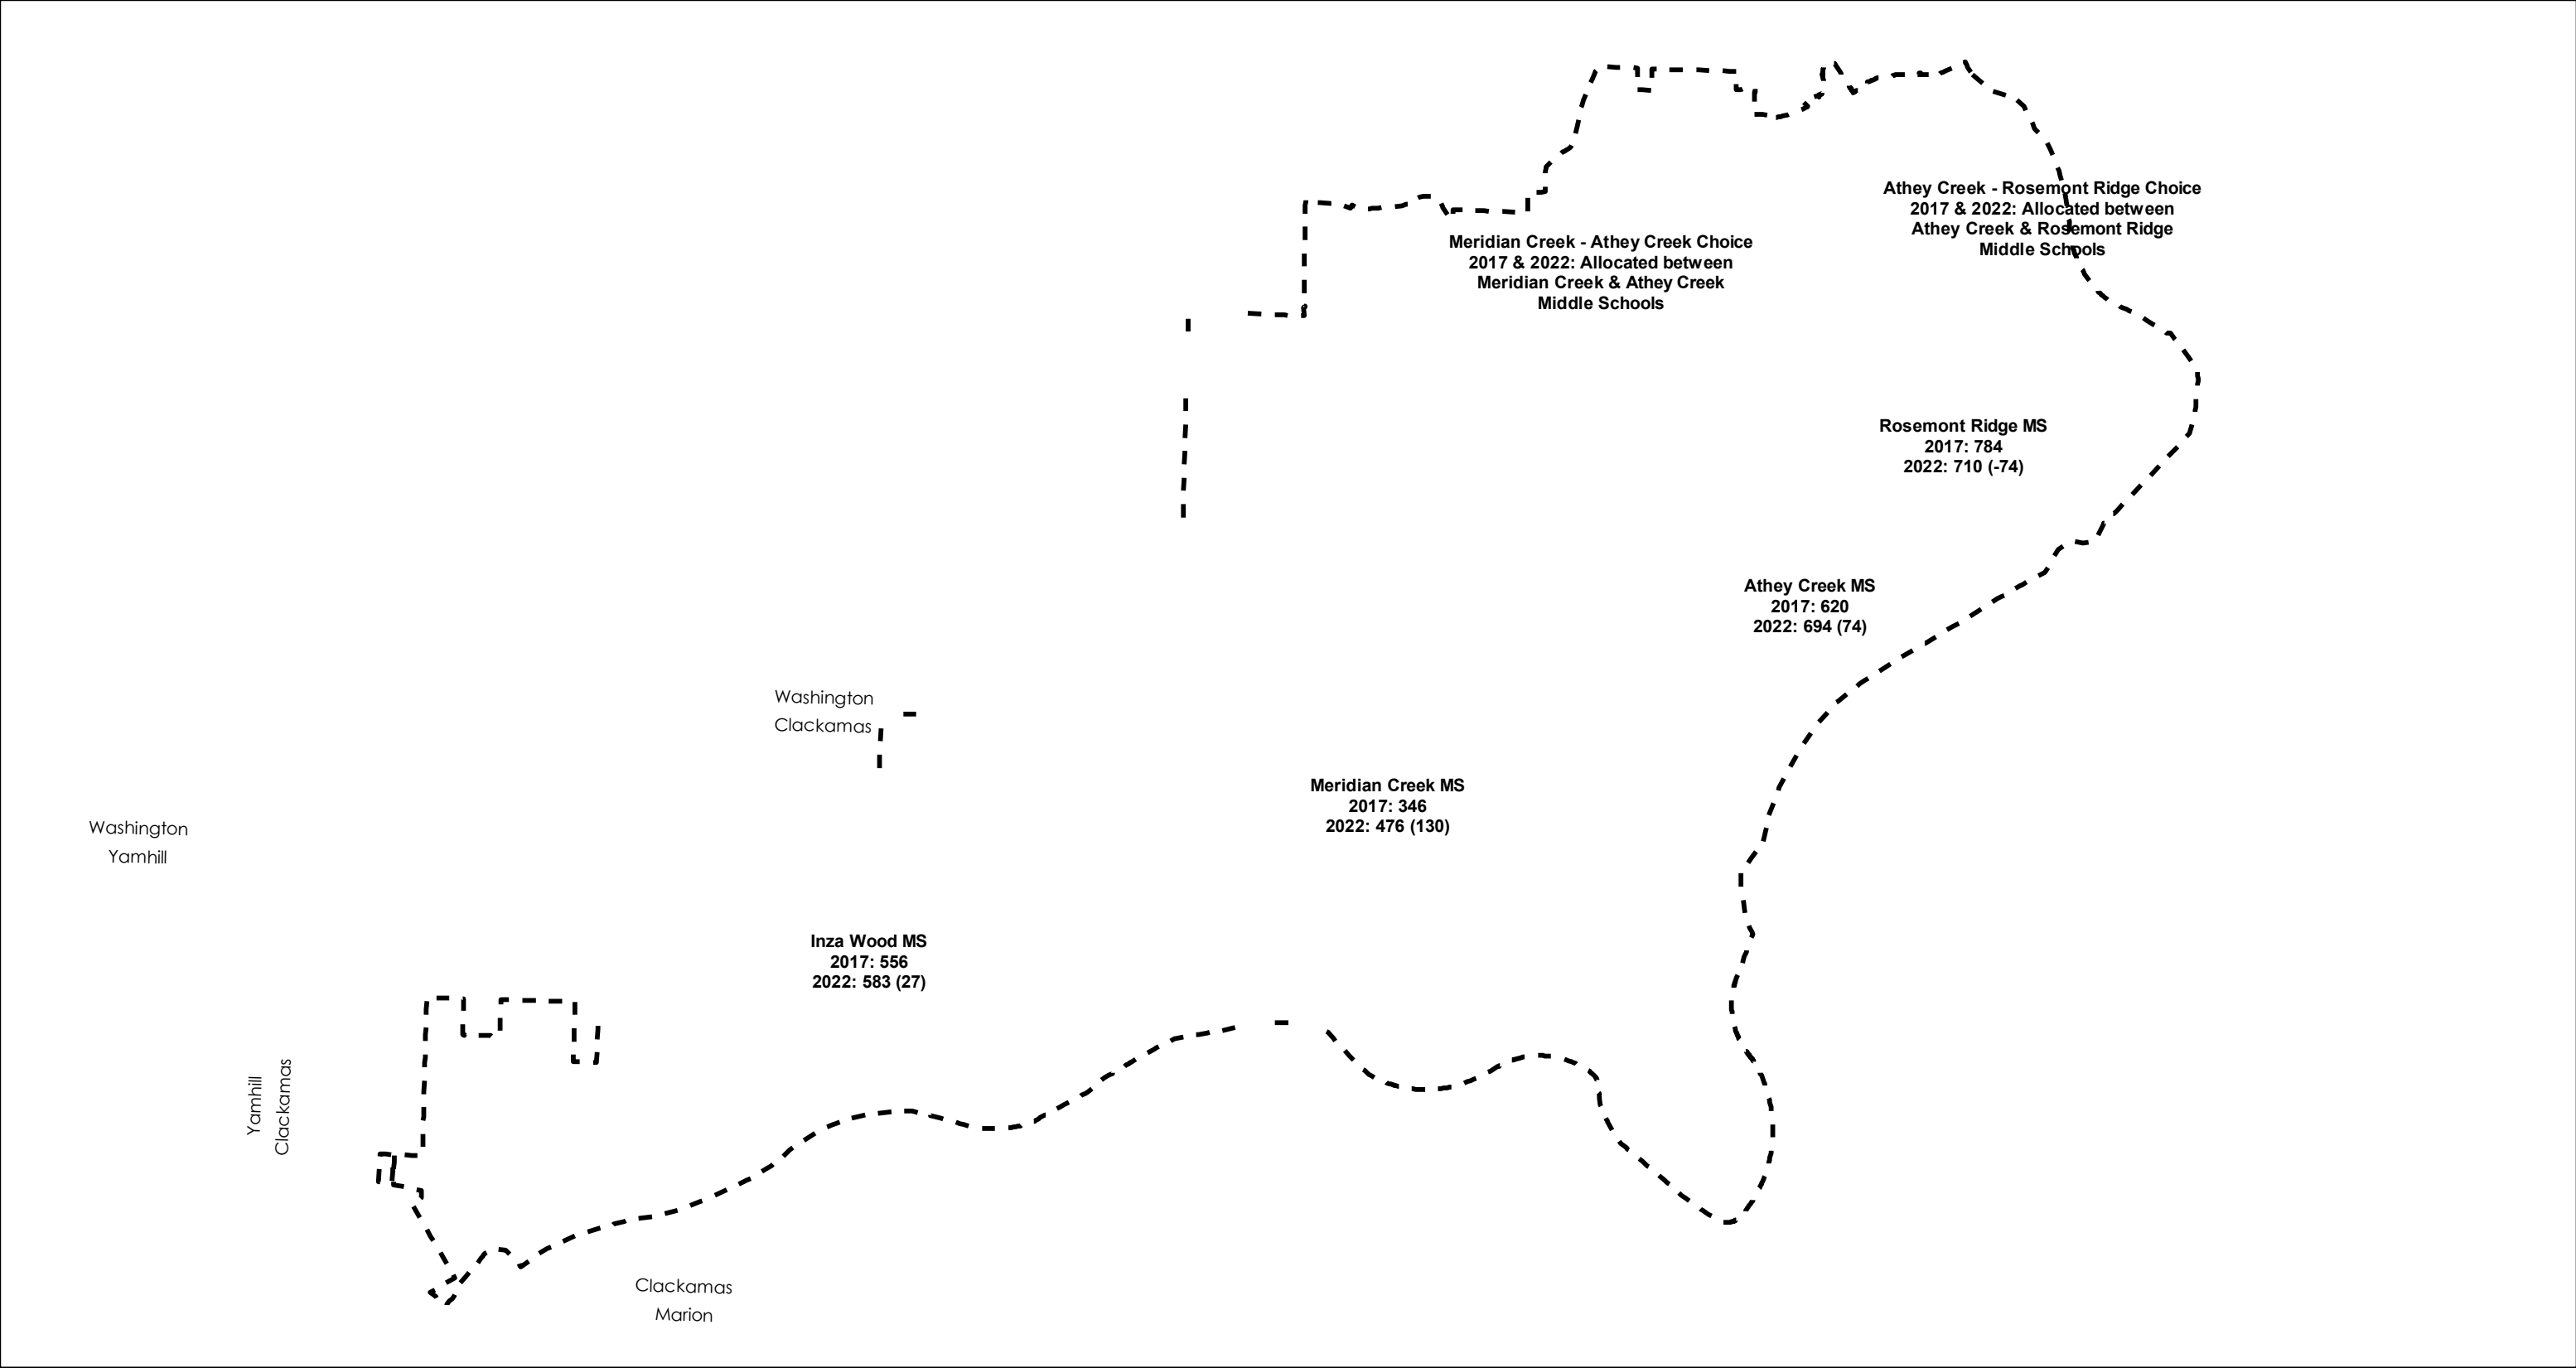 Athey Creek - Rosemont Ridge Choice
2017 & 2022: Allocated between
Athey Creek & Rosemont Ridge
Middle Schools
Meridian Creek - Athey Creek Choice
2017 & 2022: Allocated between
Meridian Creek & Athey Creek
Middle Schools
Rosemont Ridge MS
2017: 784
2022: 710 (-74)
Athey Creek MS
2017: 620
2022: 694 (74)
Washington
Clackamas
Meridian Creek MS
2017: 346
2022: 476 (130)
Washington
Yamhill
Inza Wood MS
2017: 556
2022: 583 (27)
Yamhill
Clackamas
Clackamas
Marion